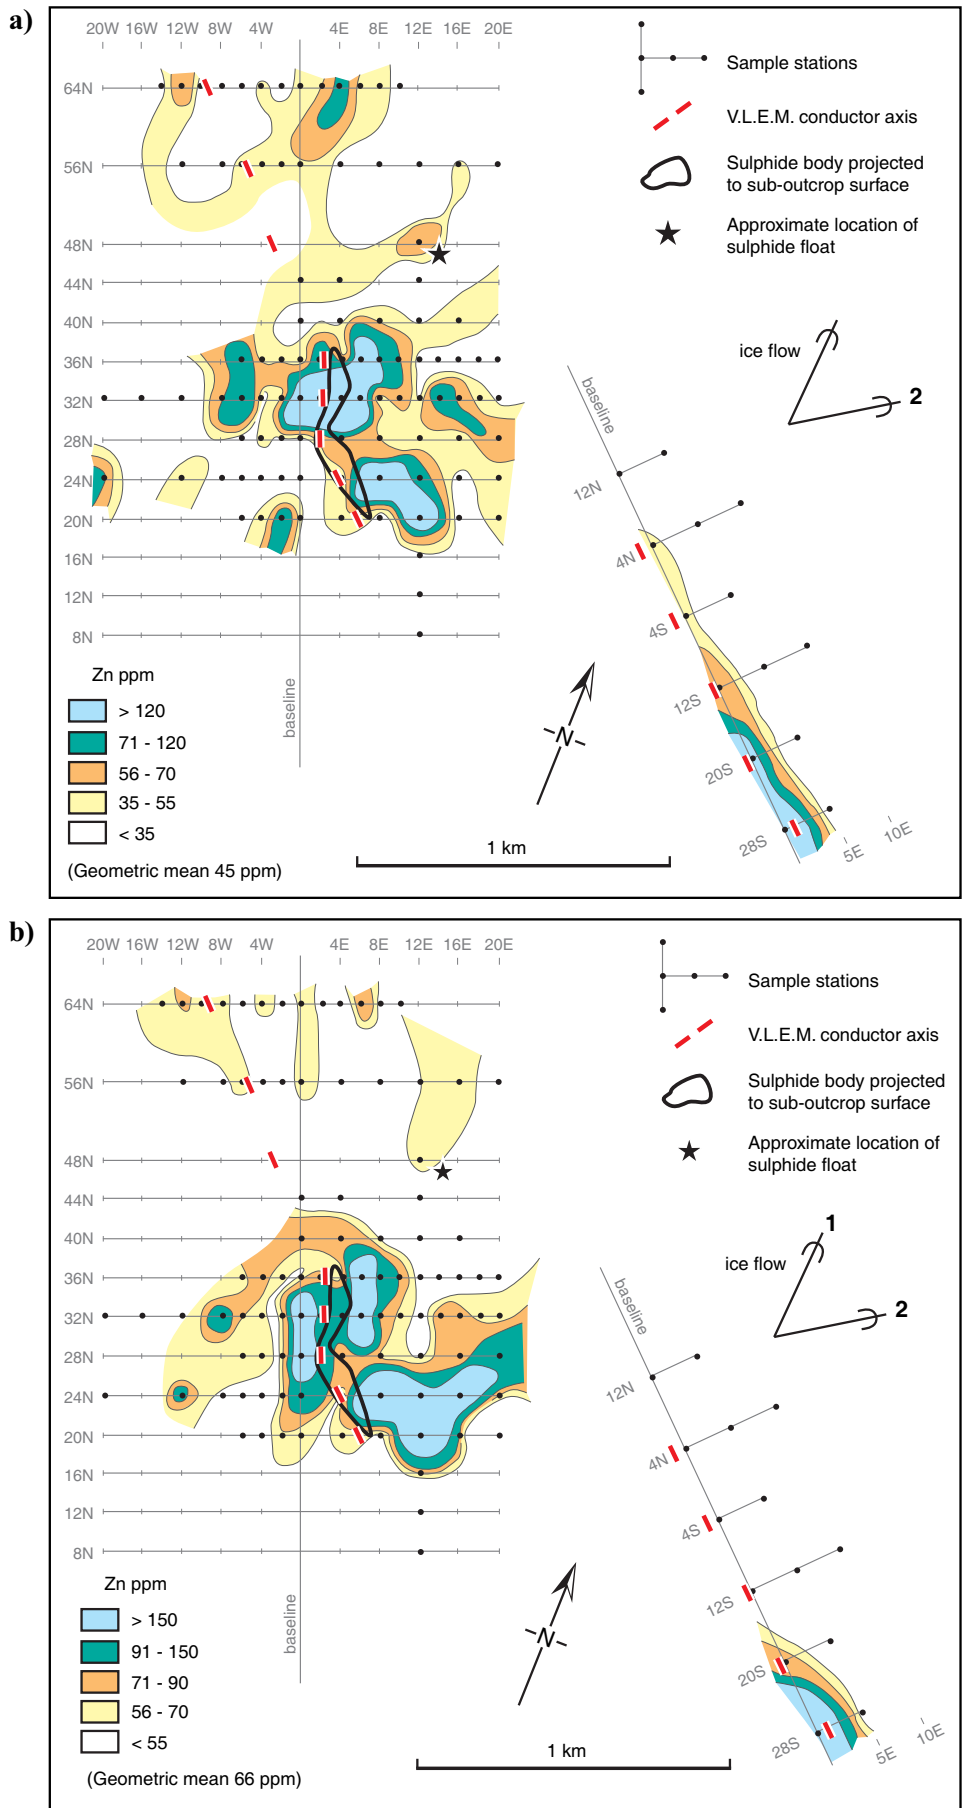 a)
20W 16W 12W 8W 4W 4E 8E 12E 16E 20E
64N
56N
48N
44N
40N
36N
32N
28N
24N
20N
16N
12N
8N
baseline
Sample stations
V.L.E.M. conductor axis
Sulphide body projected
to sub-outcrop surface
Approximate location of
sulphide float
ice flow
2
baseline
12N
4N
4S
12S
20S
28S
5E
10E
N
Zn ppm
> 120
71 - 120
56 - 70
35 - 55
< 35
(Geometric mean 45 ppm)
1 km
b)
20W 16W 12W 8W 4W 4E 8E 12E 16E 20E
64N
56N
48N
44N
40N
36N
32N
28N
24N
20N
16N
12N
8N
baseline
Sample stations
V.L.E.M. conductor axis
Sulphide body projected
to sub-outcrop surface
Approximate location of
sulphide float
1
ice flow
2
baseline
12N
4N
4S
12S
20S
28S
5E
10E
N
Zn ppm
> 150
91 - 150
71 - 90
56 - 70
< 55
(Geometric mean 66 ppm)
1 km